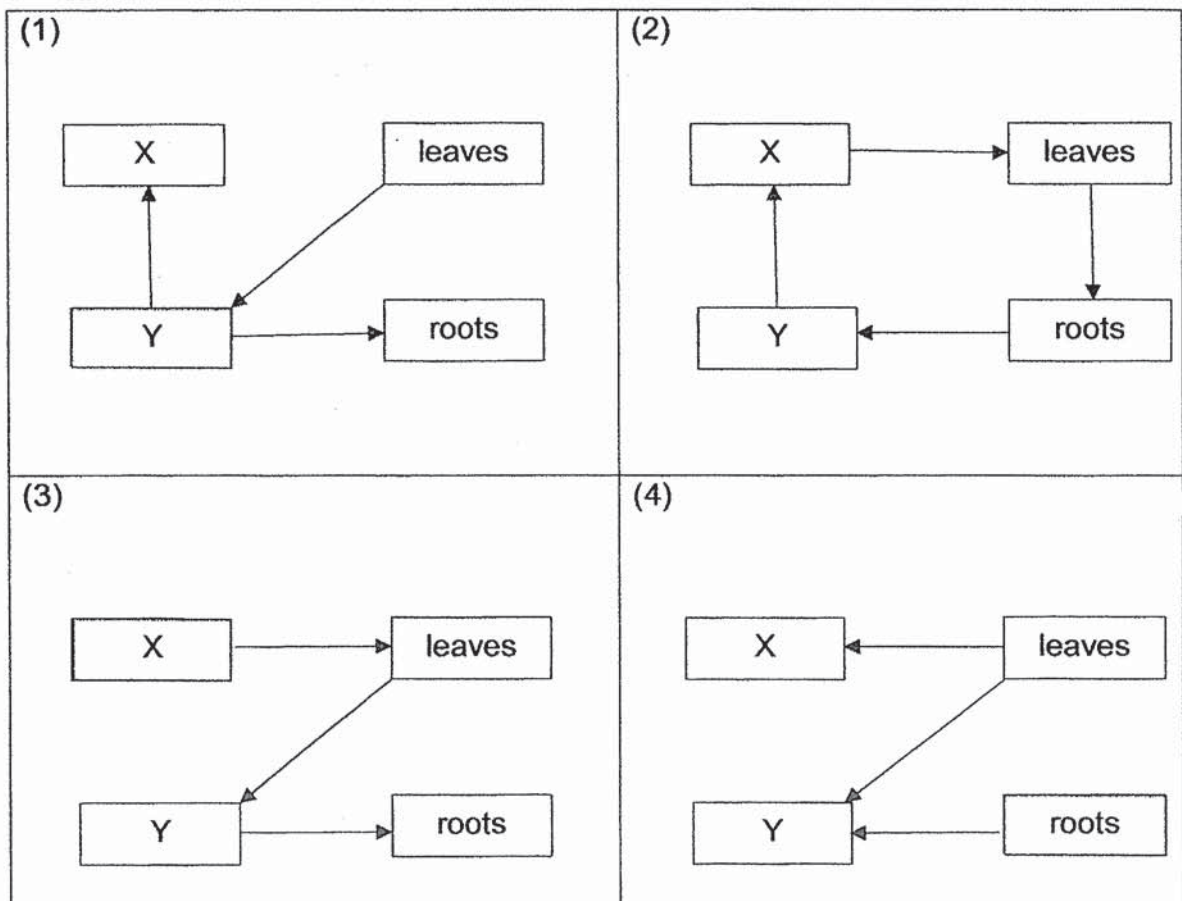 (1)
X
leaves
Y
roots
(2)
X
leaves
Y
roots
(3)
X
leaves
Y
roots
(4)
X
leaves
Y
roots